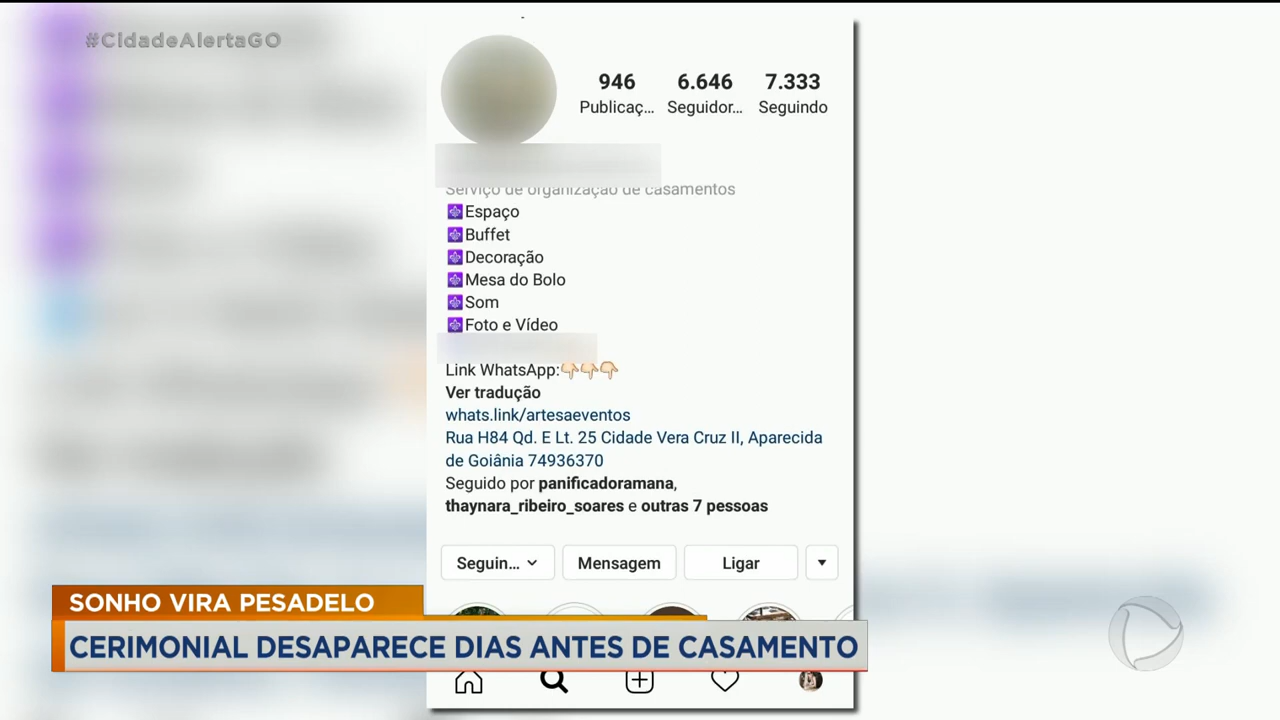 #CidadeAlertaGO
946 6.646 7.333
Publicaç... Seguidor... Seguindo
Serviço de organização de casamentos
Espaço
Buffet
Decoração
Mesa do Bolo
Som
Foto e Vídeo
Link WhatsApp:👇🏻👇🏻👇🏻
Ver tradução
whats.link/artesaeventos
Rua H84 Qd. E Lt. 25 Cidade Vera Cruz II, Aparecida
de Goiânia 74936370
Seguido por panificadoramana,
thaynara_ribeiro_soares e outras 7 pessoas
Seguin... Mensagem Ligar
SONHO VIRA PESADELO
CERIMONIAL DESAPARECE DIAS ANTES DE CASAMENTO